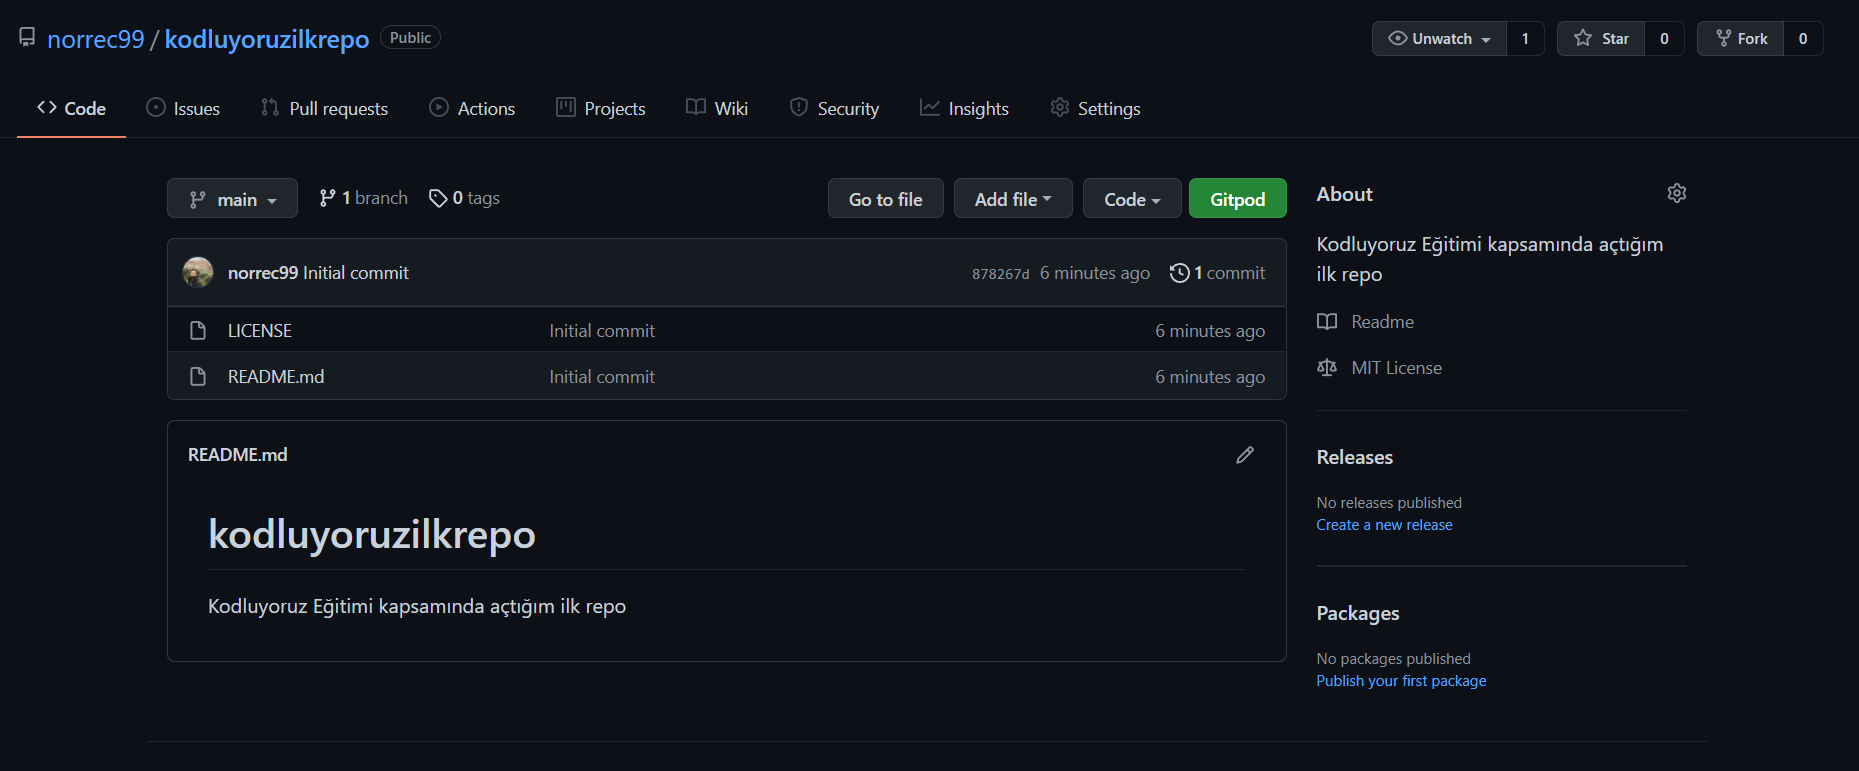 norrec99 / kodluyoruzilkrepo Public
Unwatch 1 Star 0 Fork 0
Code Issues Pull requests Actions Projects Wiki Security Insights Settings
main 1 branch 0 tags Go to file Add file Code Gitpod
norrec99 Initial commit 878267d 6 minutes ago 1 commit
LICENSE Initial commit 6 minutes ago
README.md Initial commit 6 minutes ago
README.md
kodluyoruzilkrepo
Kodluyoruz Eğitimi kapsamında açtığım ilk repo
About
Kodluyoruz Eğitimi kapsamında açtığım
ilk repo
Readme
MIT License
Releases
No releases published
Create a new release
Packages
No packages published
Publish your first package